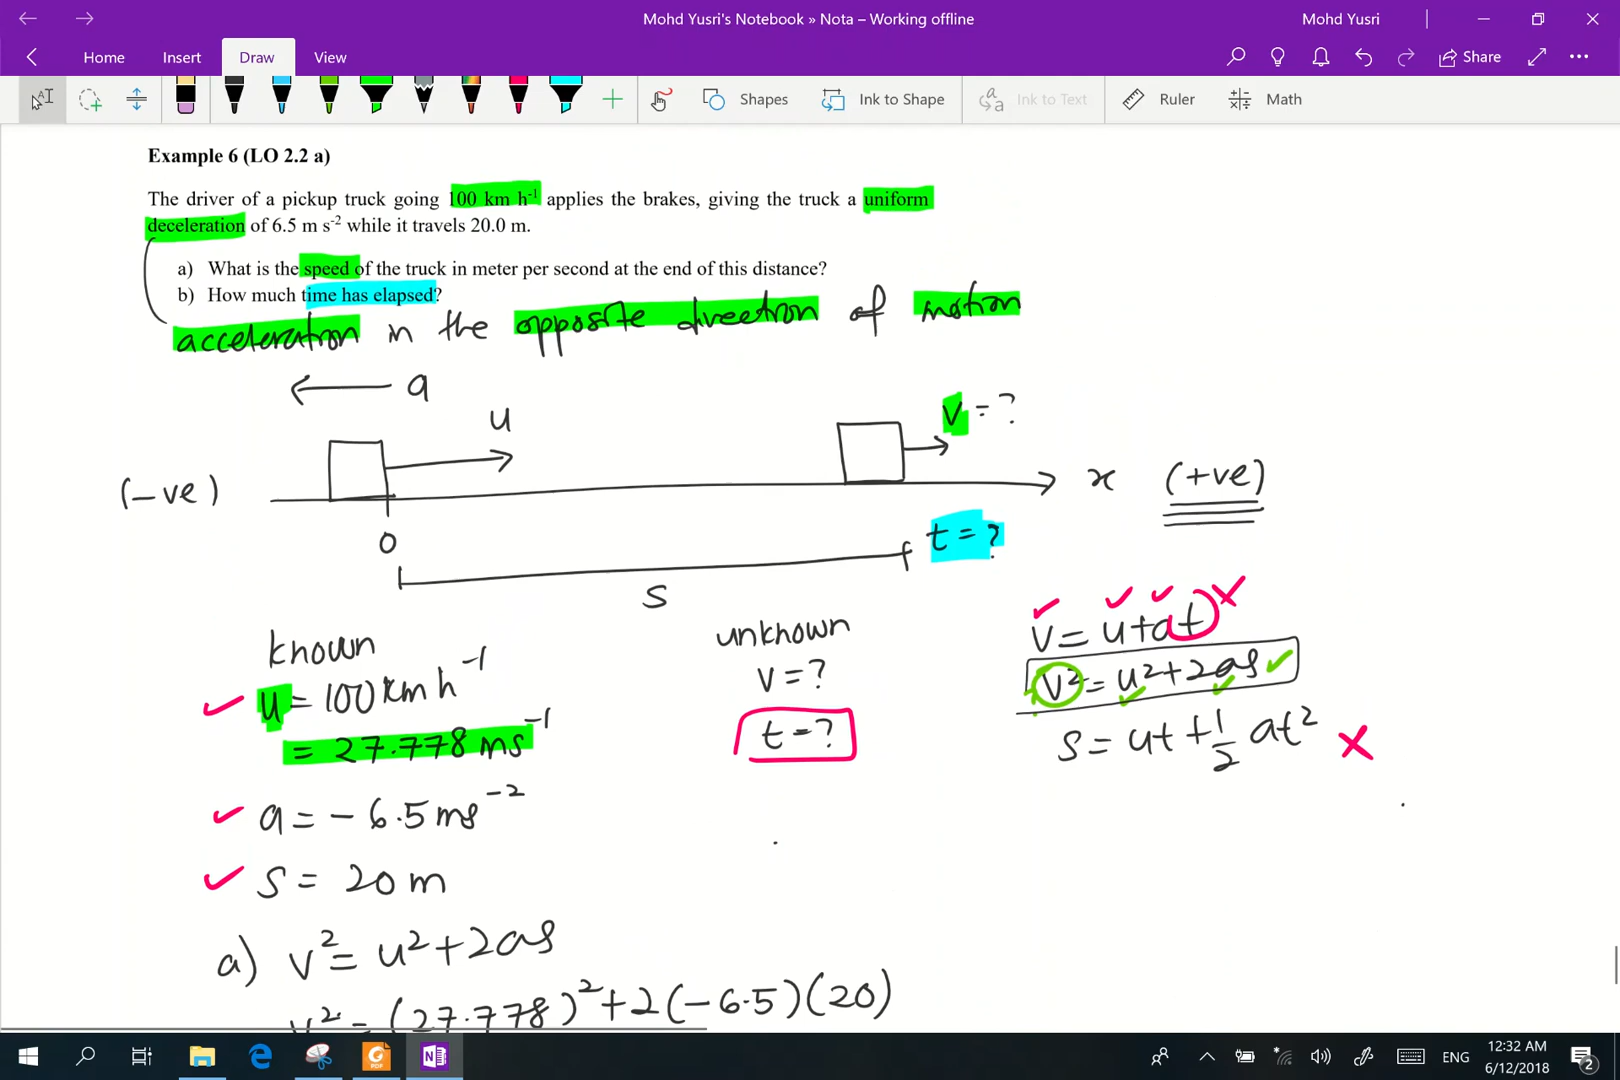 Mohd Yusri's Notebook » Nota – Working offline
Mohd Yusri
Home Insert Draw View
Share
Shapes Ink to Shape Ink to Text Ruler Math
Example 6 (LO 2.2 a)
The driver of a pickup truck going 100 km h⁻¹ applies the brakes, giving the truck a uniform
deceleration of 6.5 m s⁻² while it travels 20.0 m.
a) What is the speed of the truck in meter per second at the end of this distance?
b) How much time has elapsed?
acceleration in the opposite direction of motion
a
u
v = ?
(-ve)
x (+ve)
0
t = ?
s
known
u = 100 km h⁻¹
= 27.778 ms⁻¹
a = - 6.5 ms⁻²
s = 20 m
unknown
v = ?
t = ?
v = u + at
v² = u² + 2as
s = ut + 1/2 at²
a) v² = u² + 2as
v² = (27.778)² + 2(-6.5)(20)
ENG
12:32 AM
6/12/2018
2